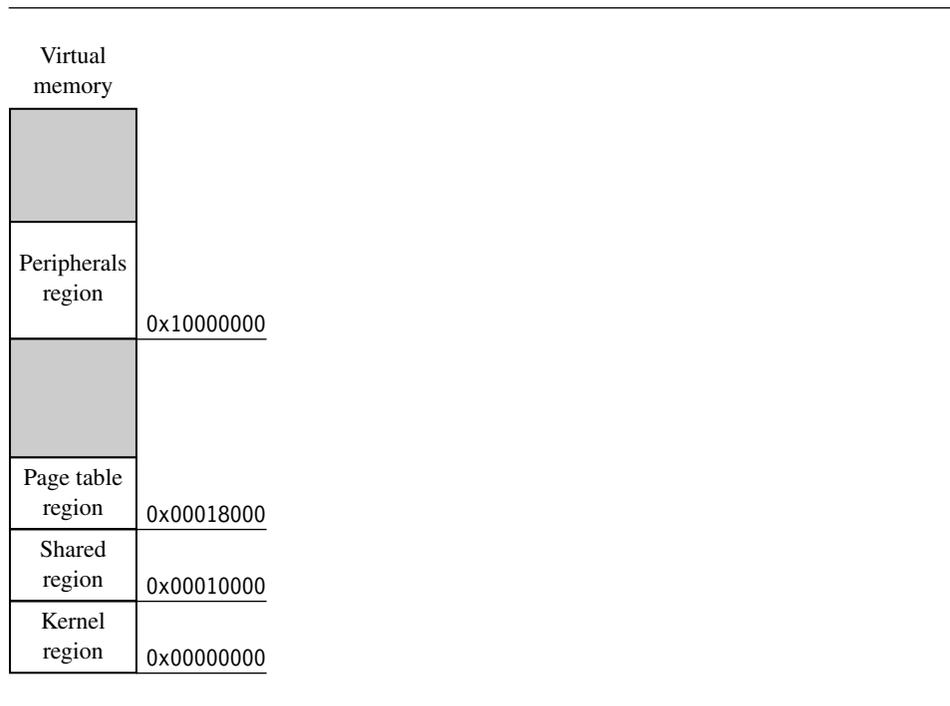 Virtual
memory
Peripherals
region
0x10000000
Page table
region
0x00018000
Shared
region
0x00010000
Kernel
region
0x00000000